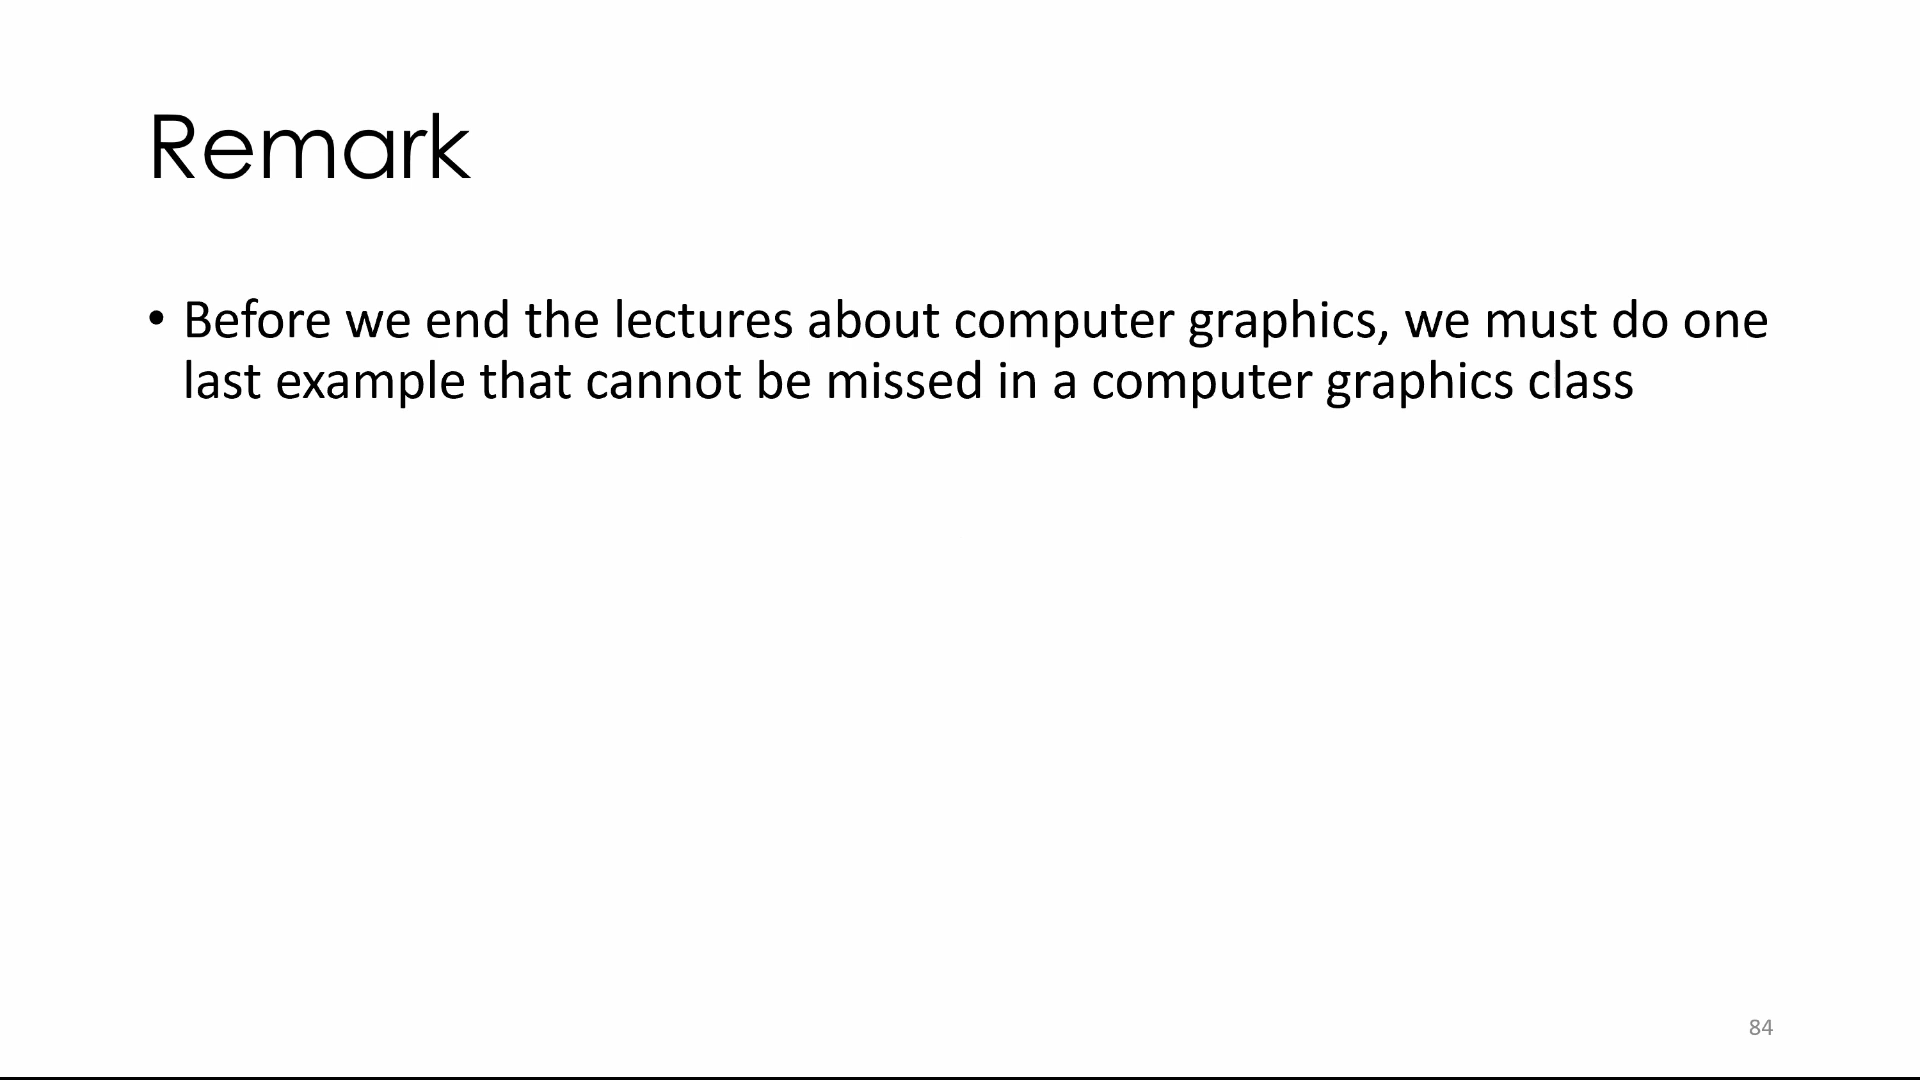 Remark
• Before we end the lectures about computer graphics, we must do one
last example that cannot be missed in a computer graphics class
84